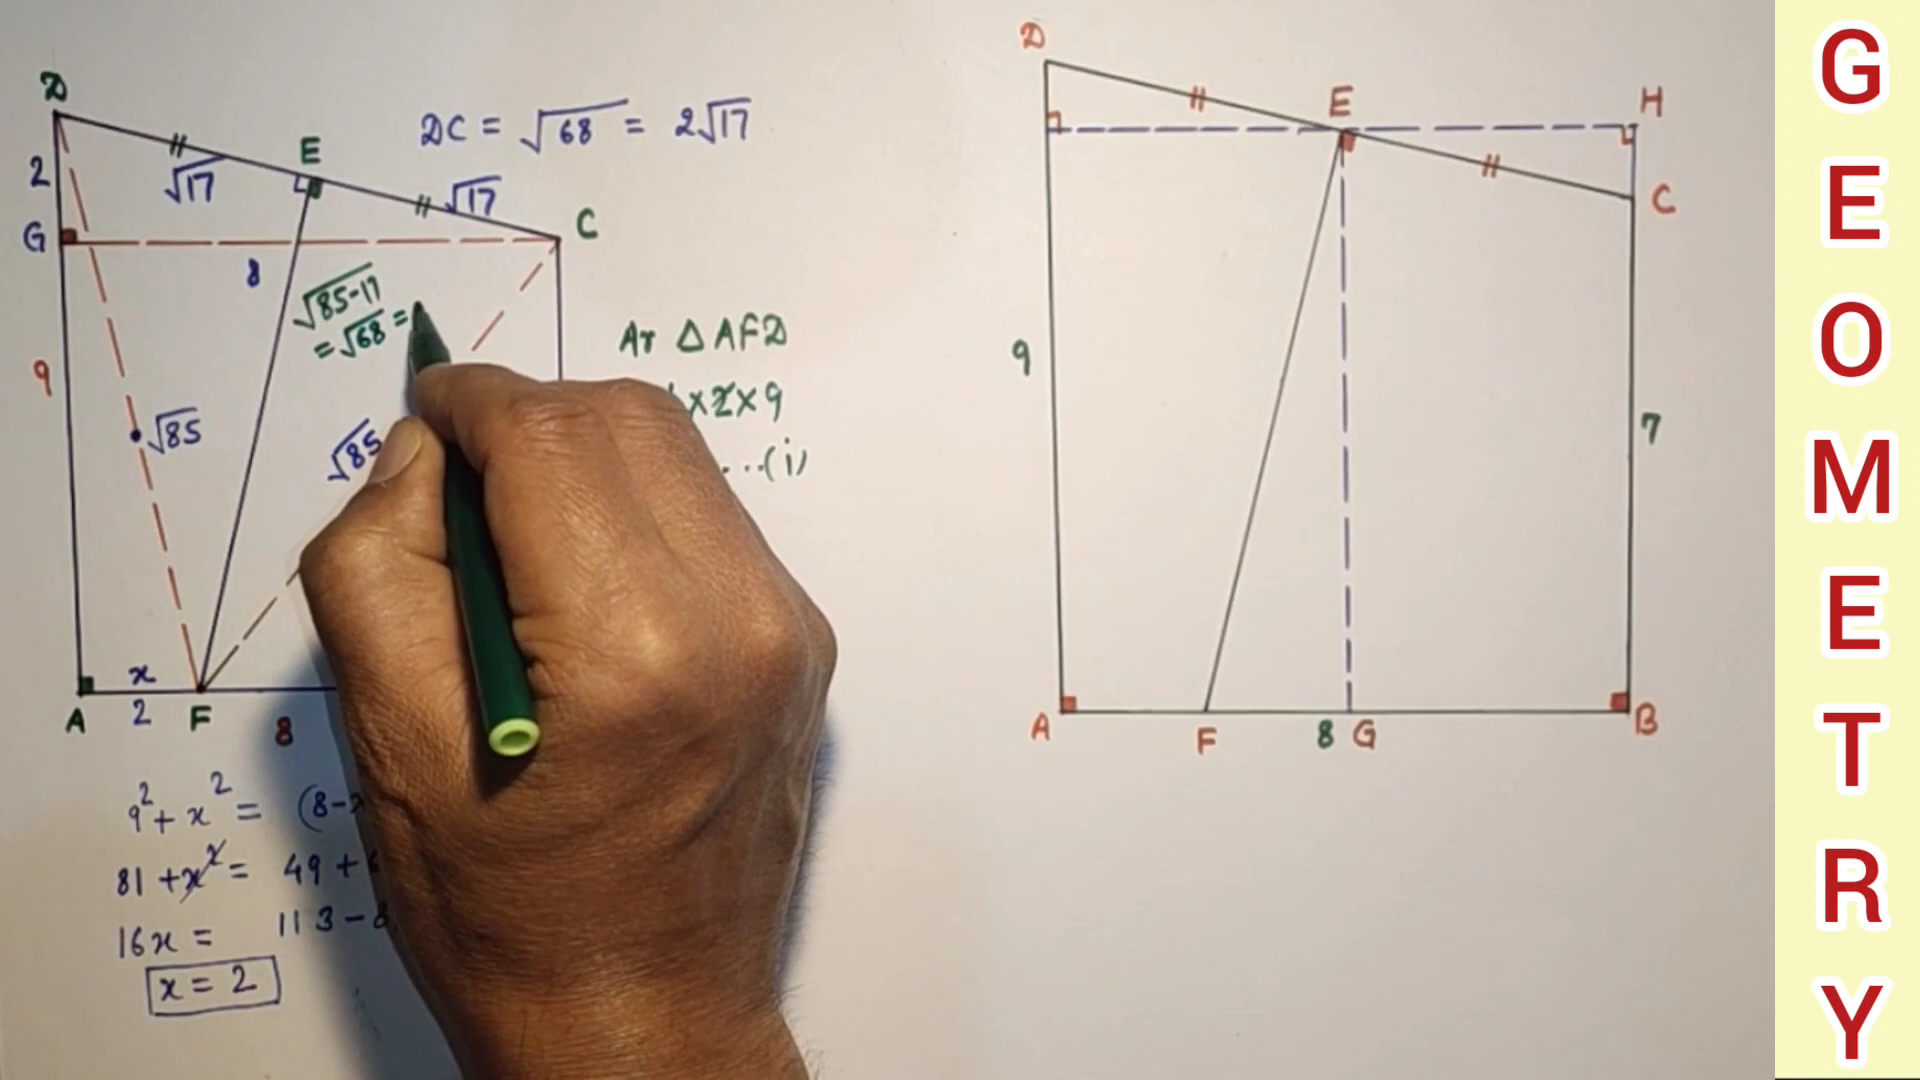 D
2
√17
E
DC = √68 = 2√17
√17
C
G
8
√85-17
= √68 =
9
√85
√85
Ar △AFD
x2x9
...(i)
x
A
2
F
8
9² + x² = (8-x
81 + x² = 49 + 6
16x = 113 - 8
x = 2
D
E
H
C
9
7
A
F
8
G
B
GEOMETRY